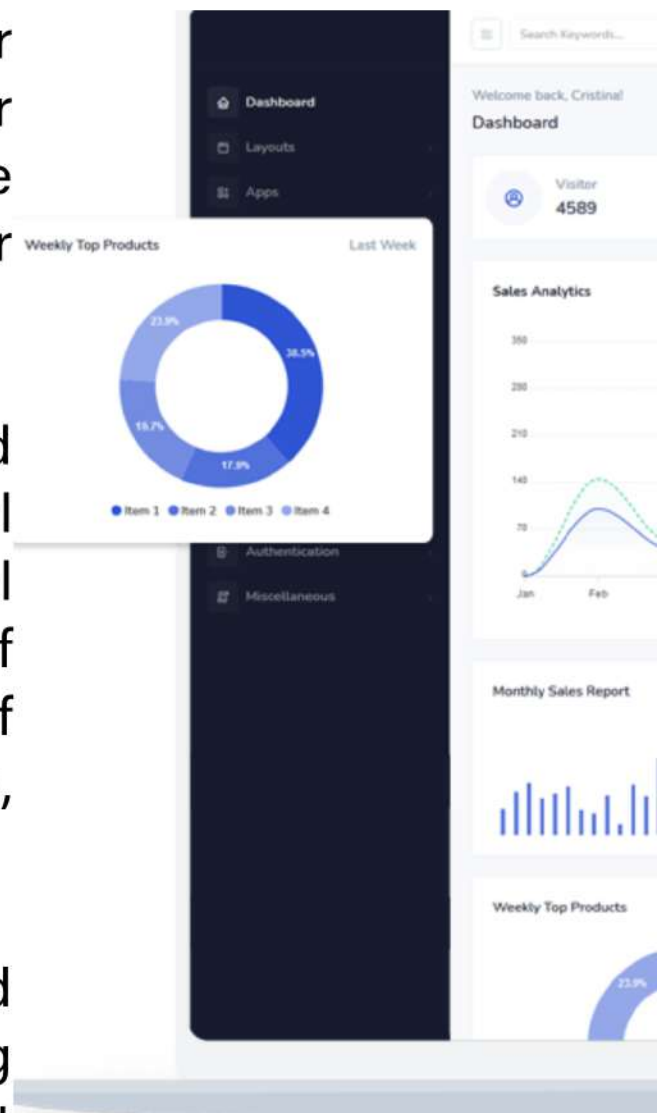 r
r
e
r
d
l
l
f
f
,
d
g
Search Keywords...
Dashboard
Layouts
Apps
Authentication
Miscellaneous
Welcome back, Cristina!
Dashboard
Visitor
4589
Weekly Top Products
Last Week
23.9%
38.5%
19.7%
17.9%
Item 1 Item 2 Item 3 Item 4
Sales Analytics
350
280
210
140
70
0
Jan Feb
Monthly Sales Report
Weekly Top Products
23.9%